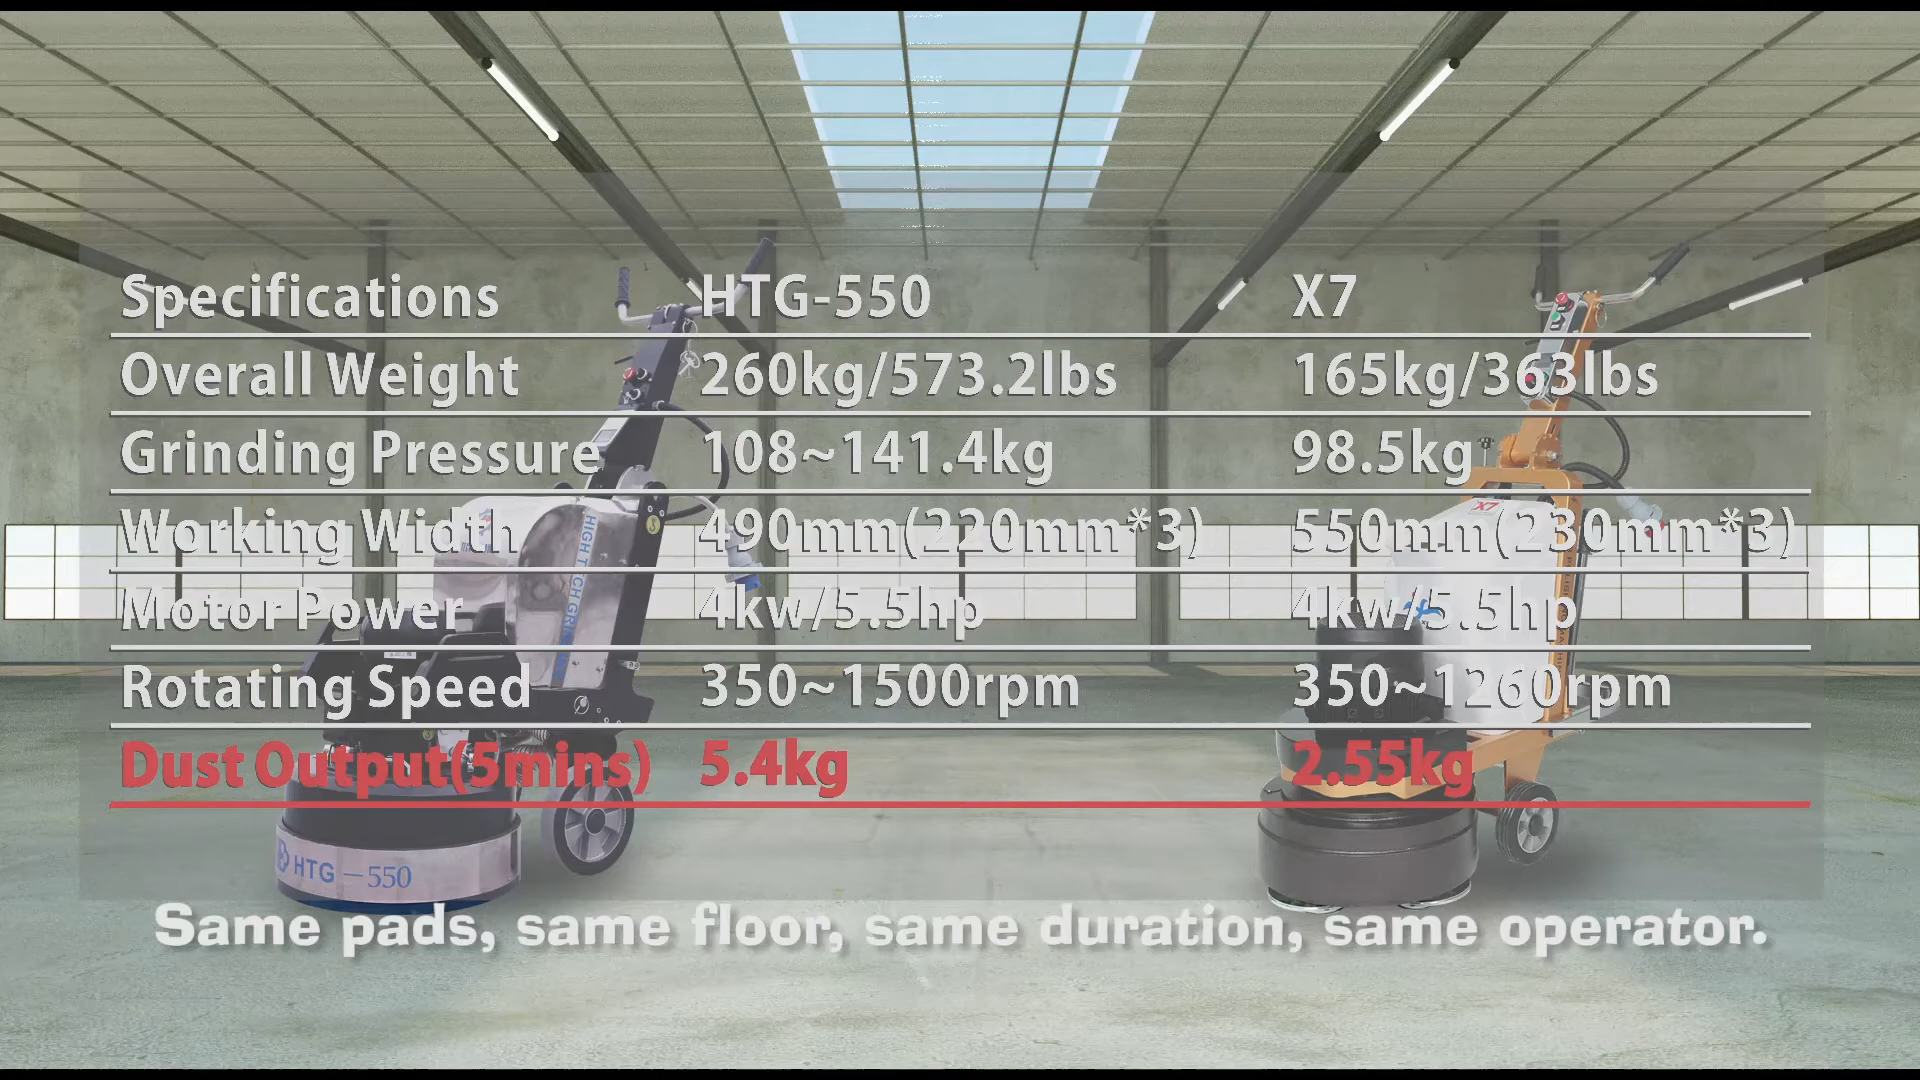 Specifications HTG-550 X7
Overall Weight 260kg/573.2lbs 165kg/363lbs
Grinding Pressure 108~141.4kg 98.5kg
Working Width 490mm(220mm*3) 550mm(230mm*3)
Motor Power 4kw/5.5hp 4kw/5.5hp
Rotating Speed 350~1500rpm 350~1260rpm
Dust Output(5mins) 5.4kg 2.55kg
X7
HTG-550
Same pads, same floor, same duration, same operator.